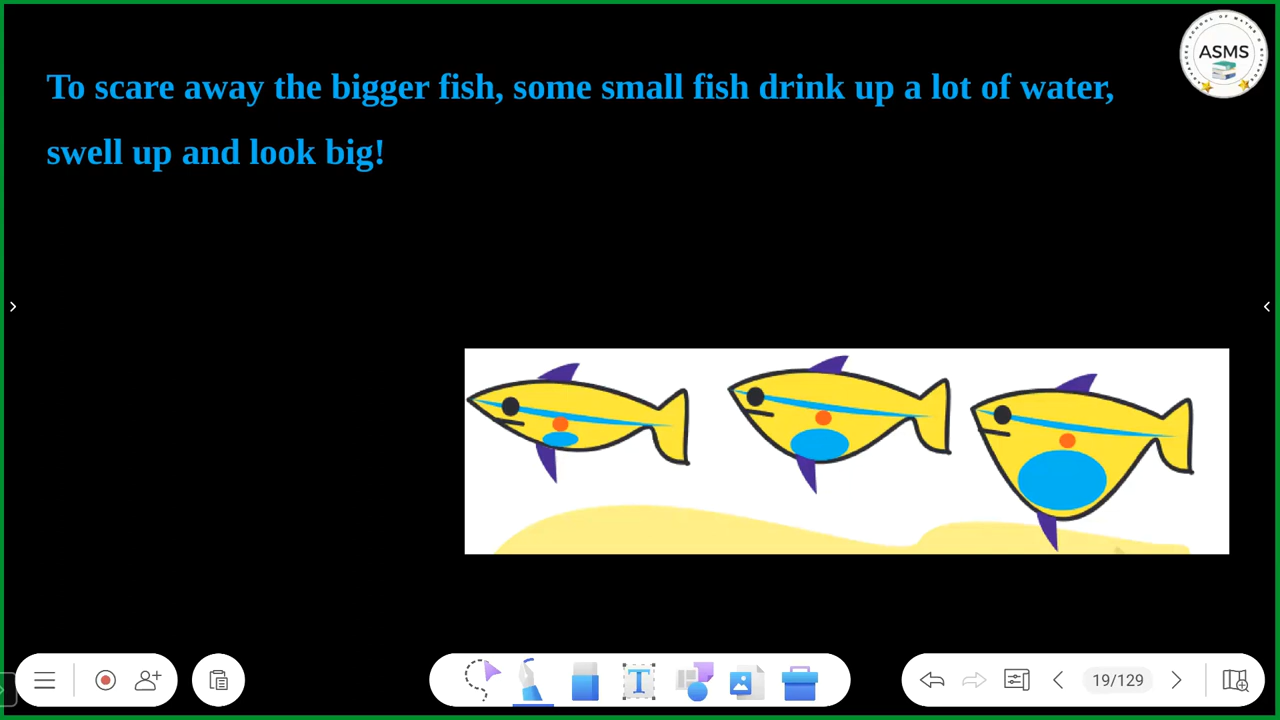 To scare away the bigger fish, some small fish drink up a lot of water,
swell up and look big!
ASMS
19/129